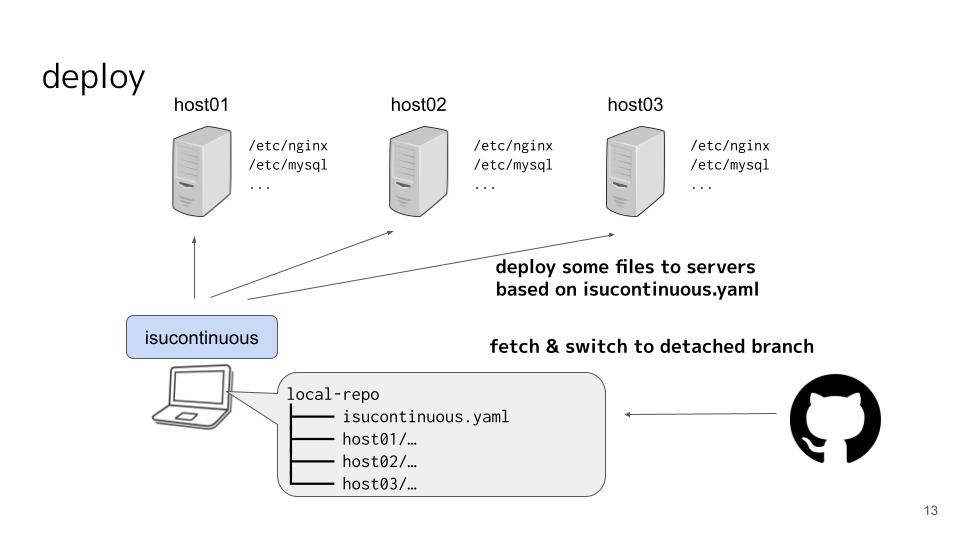 deploy
host01
host02
host03
/etc/nginx
/etc/mysql
...
/etc/nginx
/etc/mysql
...
/etc/nginx
/etc/mysql
...
deploy some files to servers
based on isucontinuous.yaml
isucontinuous
fetch & switch to detached branch
local-repo
isucontinuous.yaml
host01/…
host02/…
host03/…
13